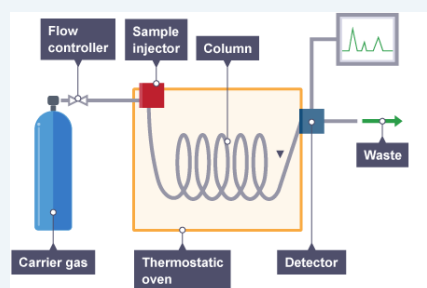 Flow
controller
Sample
injector
Column
Waste
Carrier gas
Thermostatic
oven
Detector